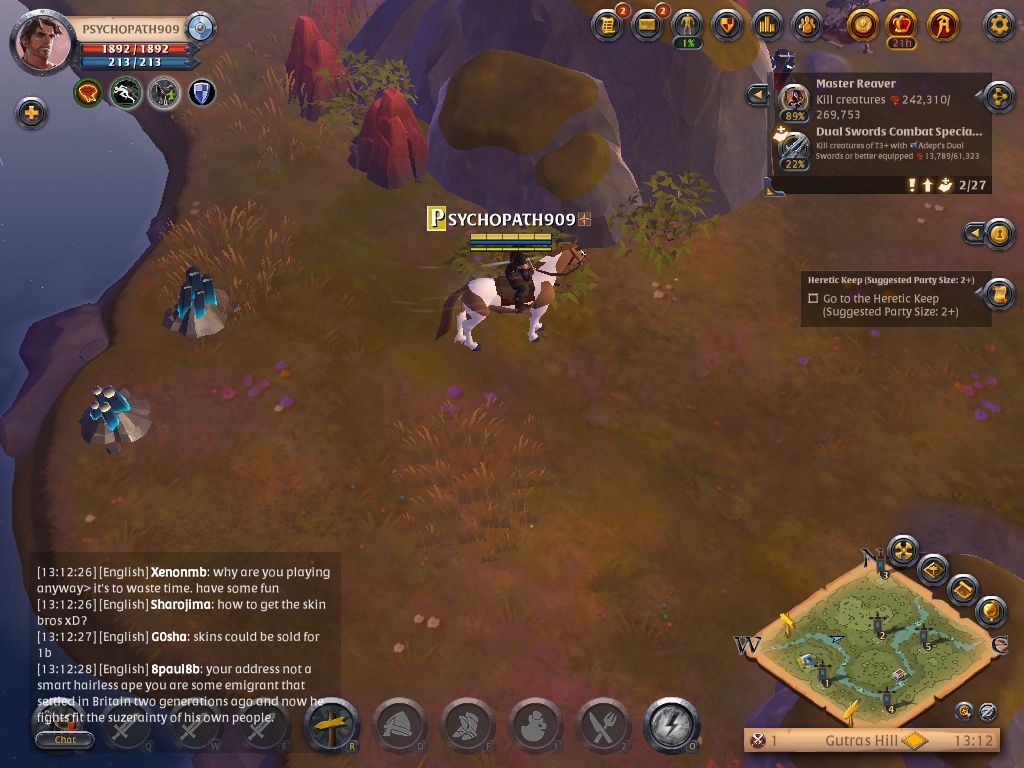 PSYCHOPATH909
1892 / 1892
213 / 213
2
2
1%
21h
Master Reaver
Kill creatures 242,310/
269,753
89%
Dual Swords Combat Specia...
Kill creatures of T3+ with Adept's Dual
Swords or better equipped 13,789/61,323
22%
2/27
PSYCHOPATH909
Heretic Keep (Suggested Party Size: 2+)
Go to the Heretic Keep
(Suggested Party Size: 2+)
[13:12:26] [English] Xenonmb: why are you playing
anyway> it's to waste time. have some fun
[13:12:26] [English] Sharojima: how to get the skin
bros xD?
[13:12:27] [English] G0sha: skins could be sold for
1b
[13:12:28] [English] 8paul8b: your address not a
smart hairless ape you are some emigrant that
settled in Britain two generations ago and now he
fights fit the suzerainty of his own people.
Chat
Q
W
E
R
D
F
1
2
O
N
W
E
3
2
5
1
4
1
Gutras Hill
13:12